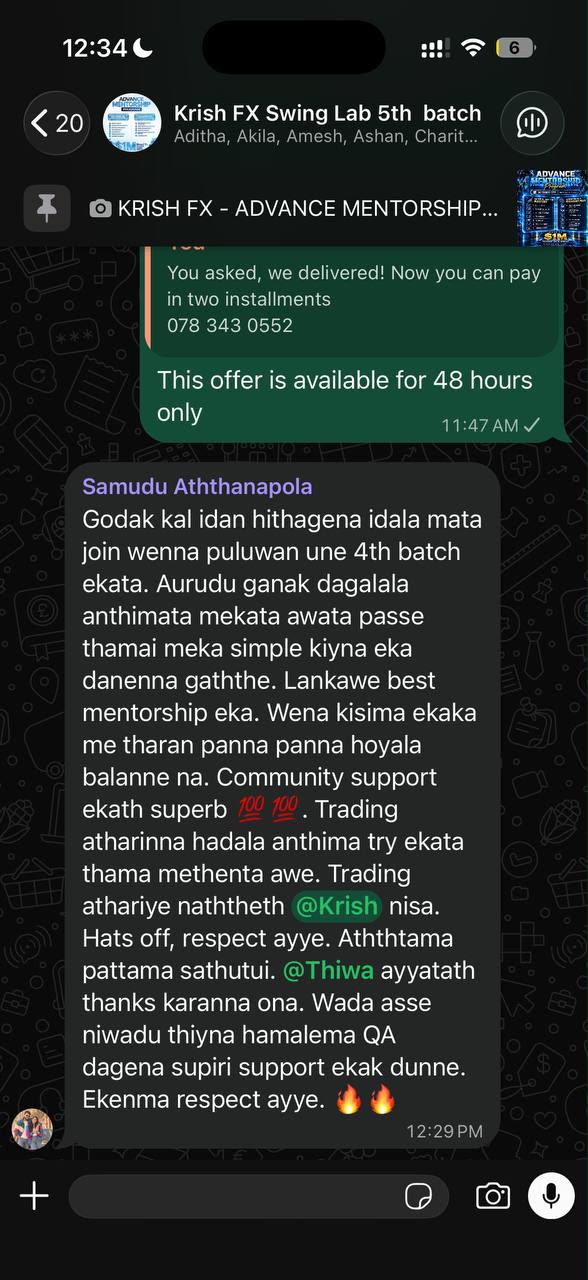 12:34
6
20
Krish FX Swing Lab 5th batch
Aditha, Akila, Amesh, Ashan, Charit...
KRISH FX - ADVANCE MENTORSHIP...
ADVANCE
MENTORSHIP
$1M
You
You asked, we delivered! Now you can pay
in two installments
078 343 0552
This offer is available for 48 hours
only
11:47 AM
Samudu Aththanapola
Godak kal idan hithagena idala mata
join wenna puluwan une 4th batch
ekata. Aurudu ganak dagalala
anthimata mekata awata passe
thamai meka simple kiyna eka
danenna gaththe. Lankawe best
mentorship eka. Wena kisima ekaka
me tharan panna panna hoyala
balanne na. Community support
ekath superb 💯 💯. Trading
atharinna hadala anthima try ekata
thama methenta awe. Trading
athariye naththeth @Krish nisa.
Hats off, respect ayye. Aththtama
pattama sathutui. @Thiwa ayyatath
thanks karanna ona. Wada asse
niwadu thiyna hamalema QA
dagena supiri support ekak dunne.
Ekenma respect ayye. 🔥 🔥
12:29 PM